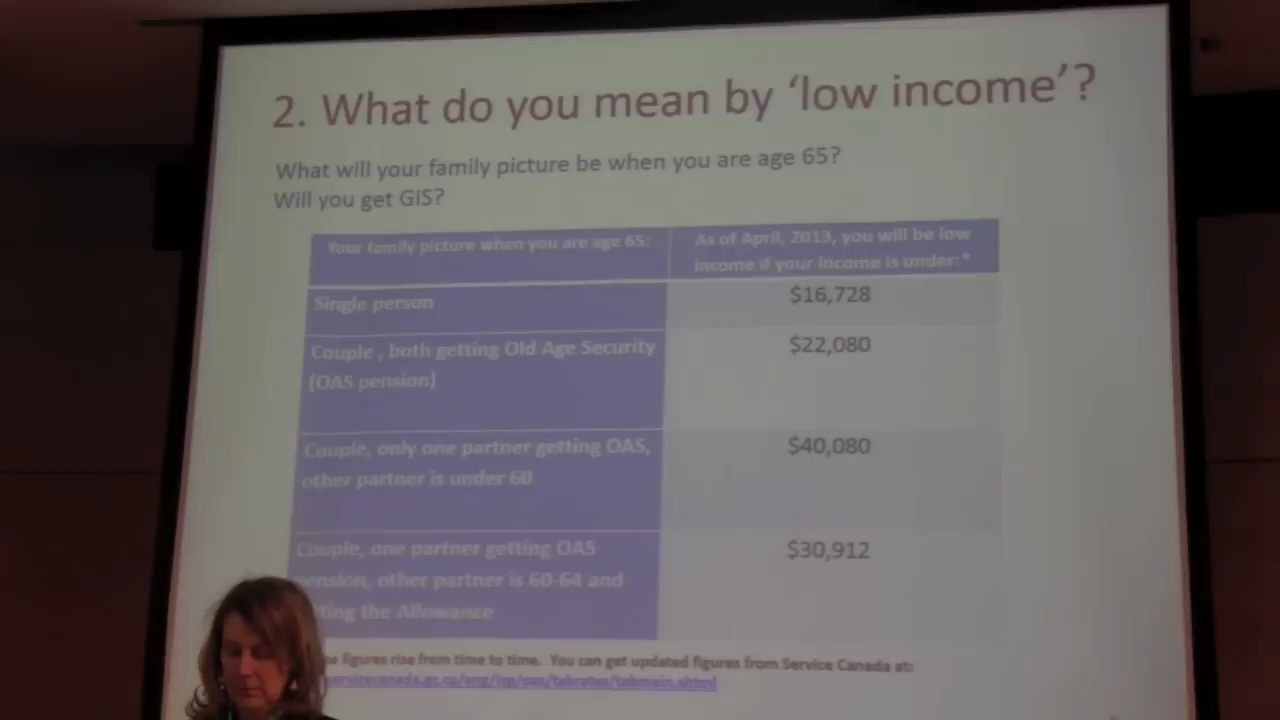 2. What do you mean by ‘low income’?
What will your family picture be when you are age 65?
Will you get GIS?
Your family picture when you are age 65:
As of April, 2013, you will be low
income if your income is under:*
Single person
$16,728
Couple , both getting Old Age Security
(OAS pension)
$22,080
Couple, only one partner getting OAS,
other partner is under 60
$40,080
Couple, one partner getting OAS
pension, other partner is 60-64 and
the Allowance
$30,912
figures rise from time to time. You can get updated figures from Service Canada at: